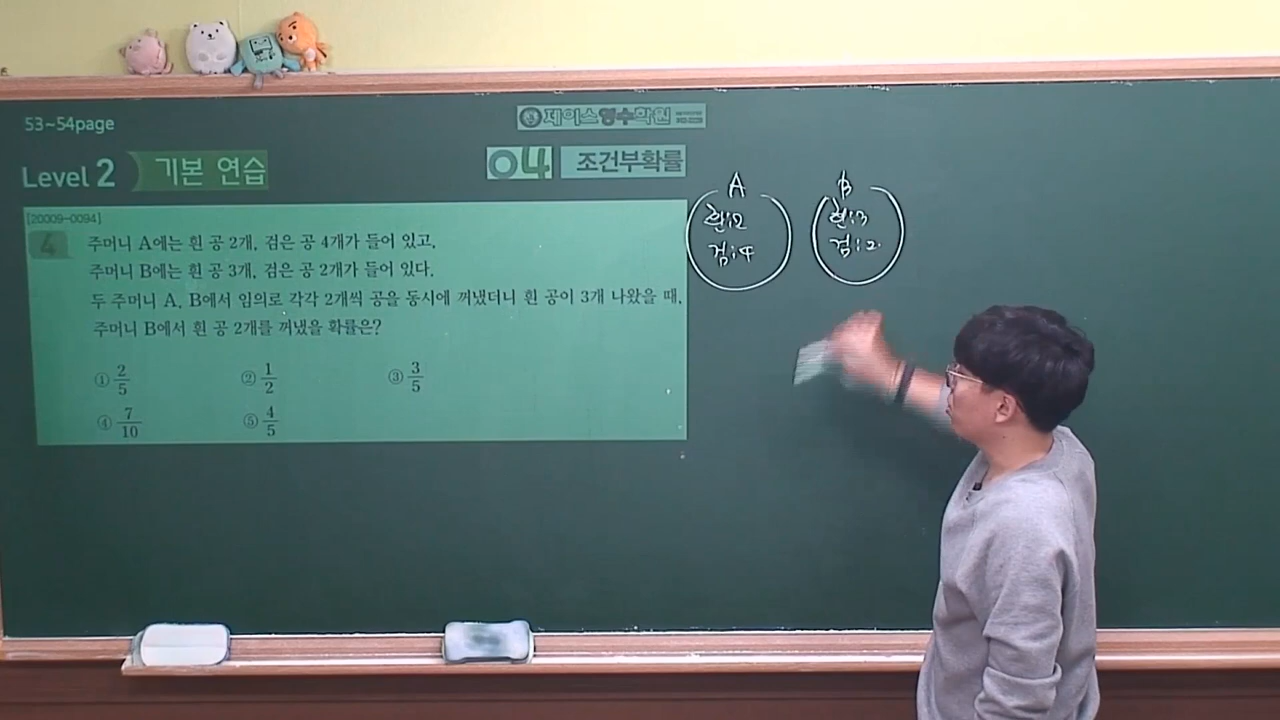 53~54page
제이스영수학원
Level 2 기본 연습
04 조건부확률
[20009-0094]
4 주머니 A에는 흰 공 2개, 검은 공 4개가 들어 있고,
주머니 B에는 흰 공 3개, 검은 공 2개가 들어 있다.
두 주머니 A, B에서 임의로 각각 2개씩 공을 동시에 꺼냈더니 흰 공이 3개 나왔을 때,
주머니 B에서 흰 공 2개를 꺼냈을 확률은?
① 2/5 ② 1/2 ③ 3/5
④ 7/10 ⑤ 4/5
A
흰:2
검:4
B
흰:3
검:2